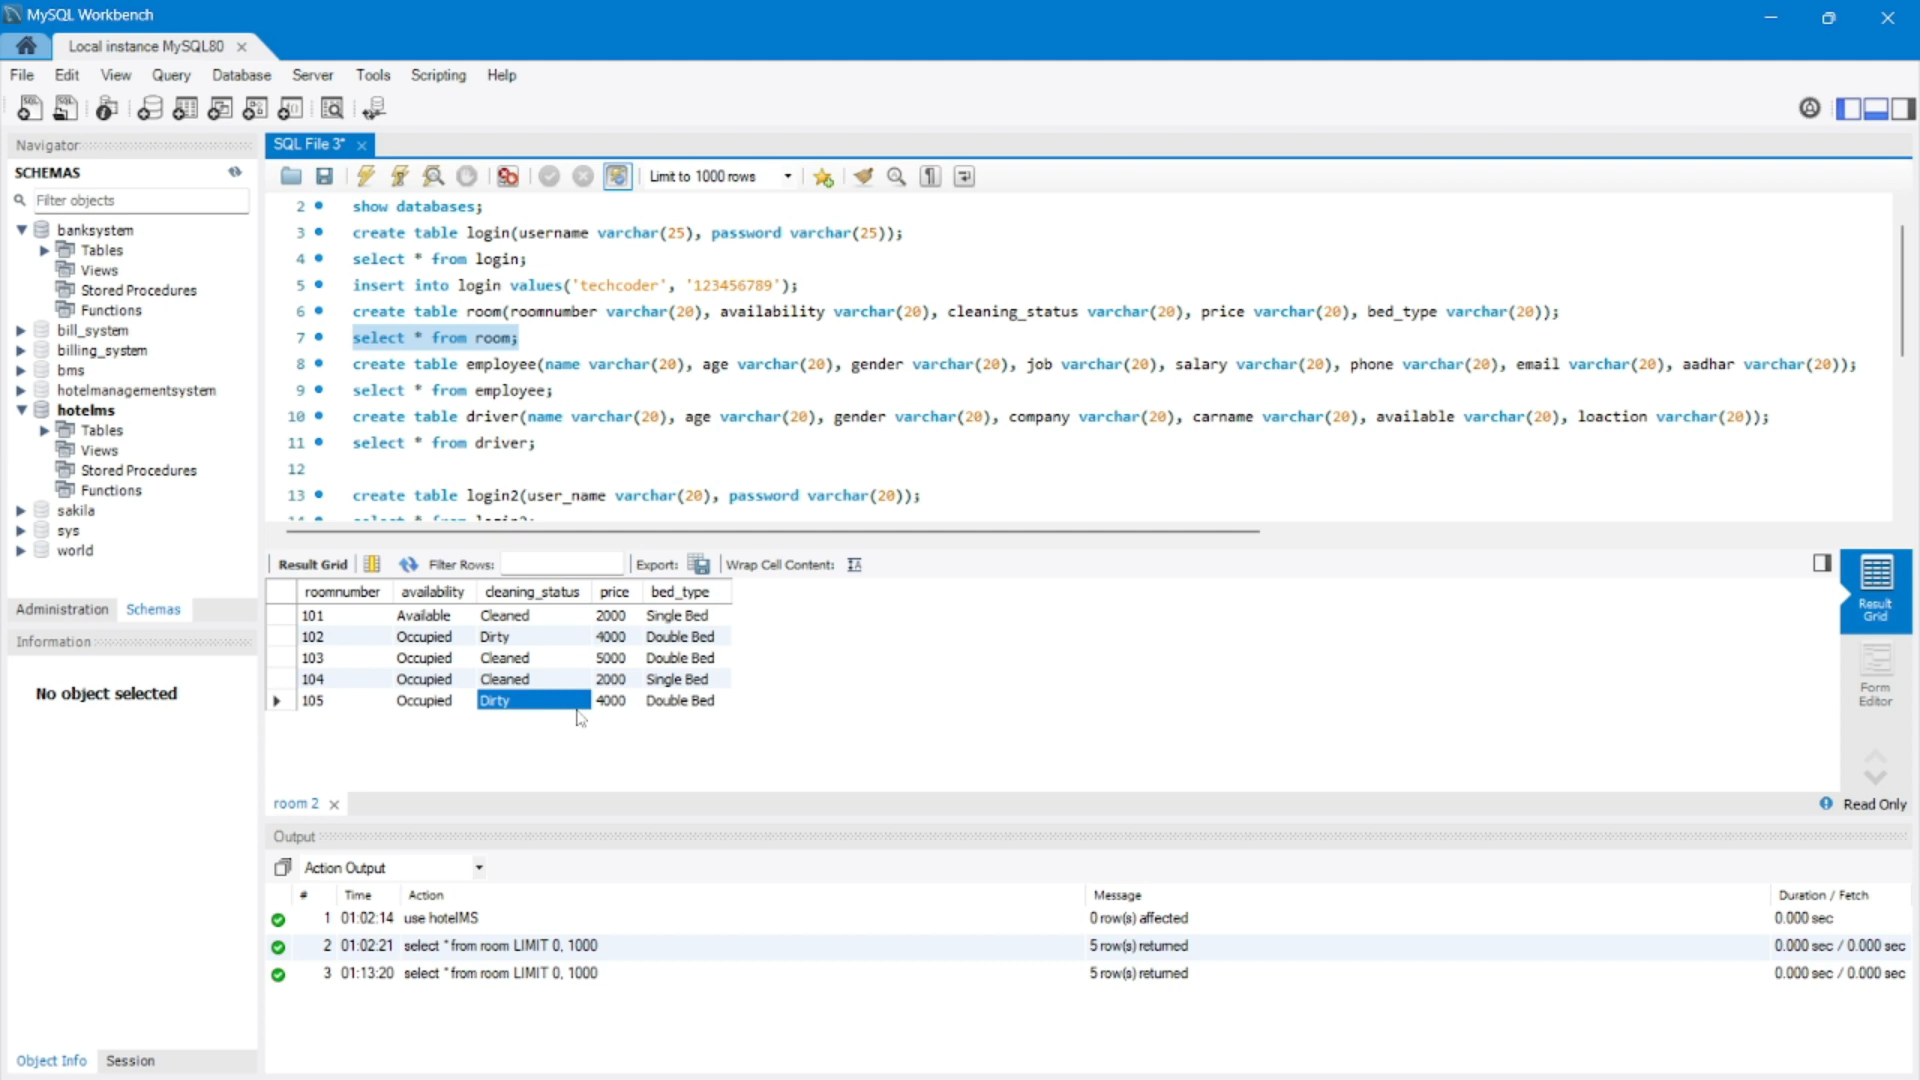 MySQL Workbench
Local instance MySQL80
File Edit View Query Database Server Tools Scripting Help
Navigator
SCHEMAS
Filter objects
banksystem
Tables
Views
Stored Procedures
Functions
bill_system
billing_system
bms
hotelmanagementsystem
hotelms
Tables
Views
Stored Procedures
Functions
sakila
sys
world
Administration Schemas
Information
No object selected
Object Info Session
SQL File 3*
Limit to 1000 rows
2 show databases;
3 create table login(username varchar(25), password varchar(25));
4 select * from login;
5 insert into login values('techcoder', '123456789');
6 create table room(roomnumber varchar(20), availability varchar(20), cleaning_status varchar(20), price varchar(20), bed_type varchar(20));
7 select * from room;
8 create table employee(name varchar(20), age varchar(20), gender varchar(20), job varchar(20), salary varchar(20), phone varchar(20), email varchar(20), aadhar varchar(20));
9 select * from employee;
10 create table driver(name varchar(20), age varchar(20), gender varchar(20), company varchar(20), carname varchar(20), available varchar(20), loaction varchar(20));
11 select * from driver;
12
13 create table login2(user_name varchar(20), password varchar(20));
Result Grid Filter Rows: Export: Wrap Cell Content:
roomnumber availability cleaning_status price bed_type
101 Available Cleaned 2000 Single Bed
102 Occupied Dirty 4000 Double Bed
103 Occupied Cleaned 5000 Double Bed
104 Occupied Cleaned 2000 Single Bed
105 Occupied Dirty 4000 Double Bed
Result
Grid
Form
Editor
room 2
Read Only
Output
Action Output
# Time Action Message Duration / Fetch
1 01:02:14 use hotelMS 0 row(s) affected 0.000 sec
2 01:02:21 select * from room LIMIT 0, 1000 5 row(s) returned 0.000 sec / 0.000 sec
3 01:13:20 select * from room LIMIT 0, 1000 5 row(s) returned 0.000 sec / 0.000 sec